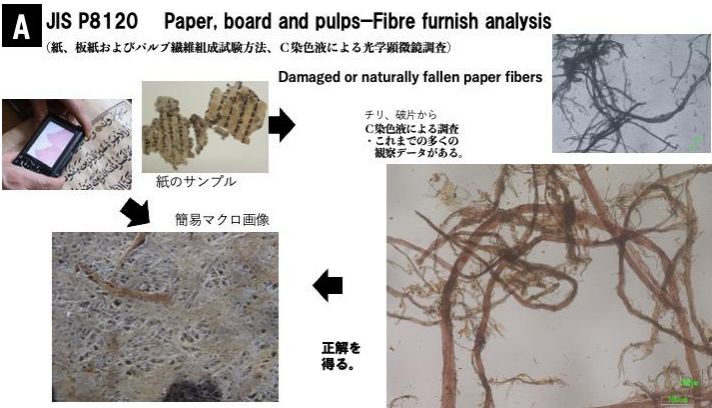 A JIS P8120 Paper, board and pulps—Fibre furnish analysis
（紙、板紙およびパルプ繊維組成試験方法、Ｃ染色液による光学顕微鏡調査）
Damaged or naturally fallen paper fibers
チリ、破片から
Ｃ染色液による調査
・これまでの多くの
観察データがある。
紙のサンプル
簡易マクロ画像
正解を
得る。